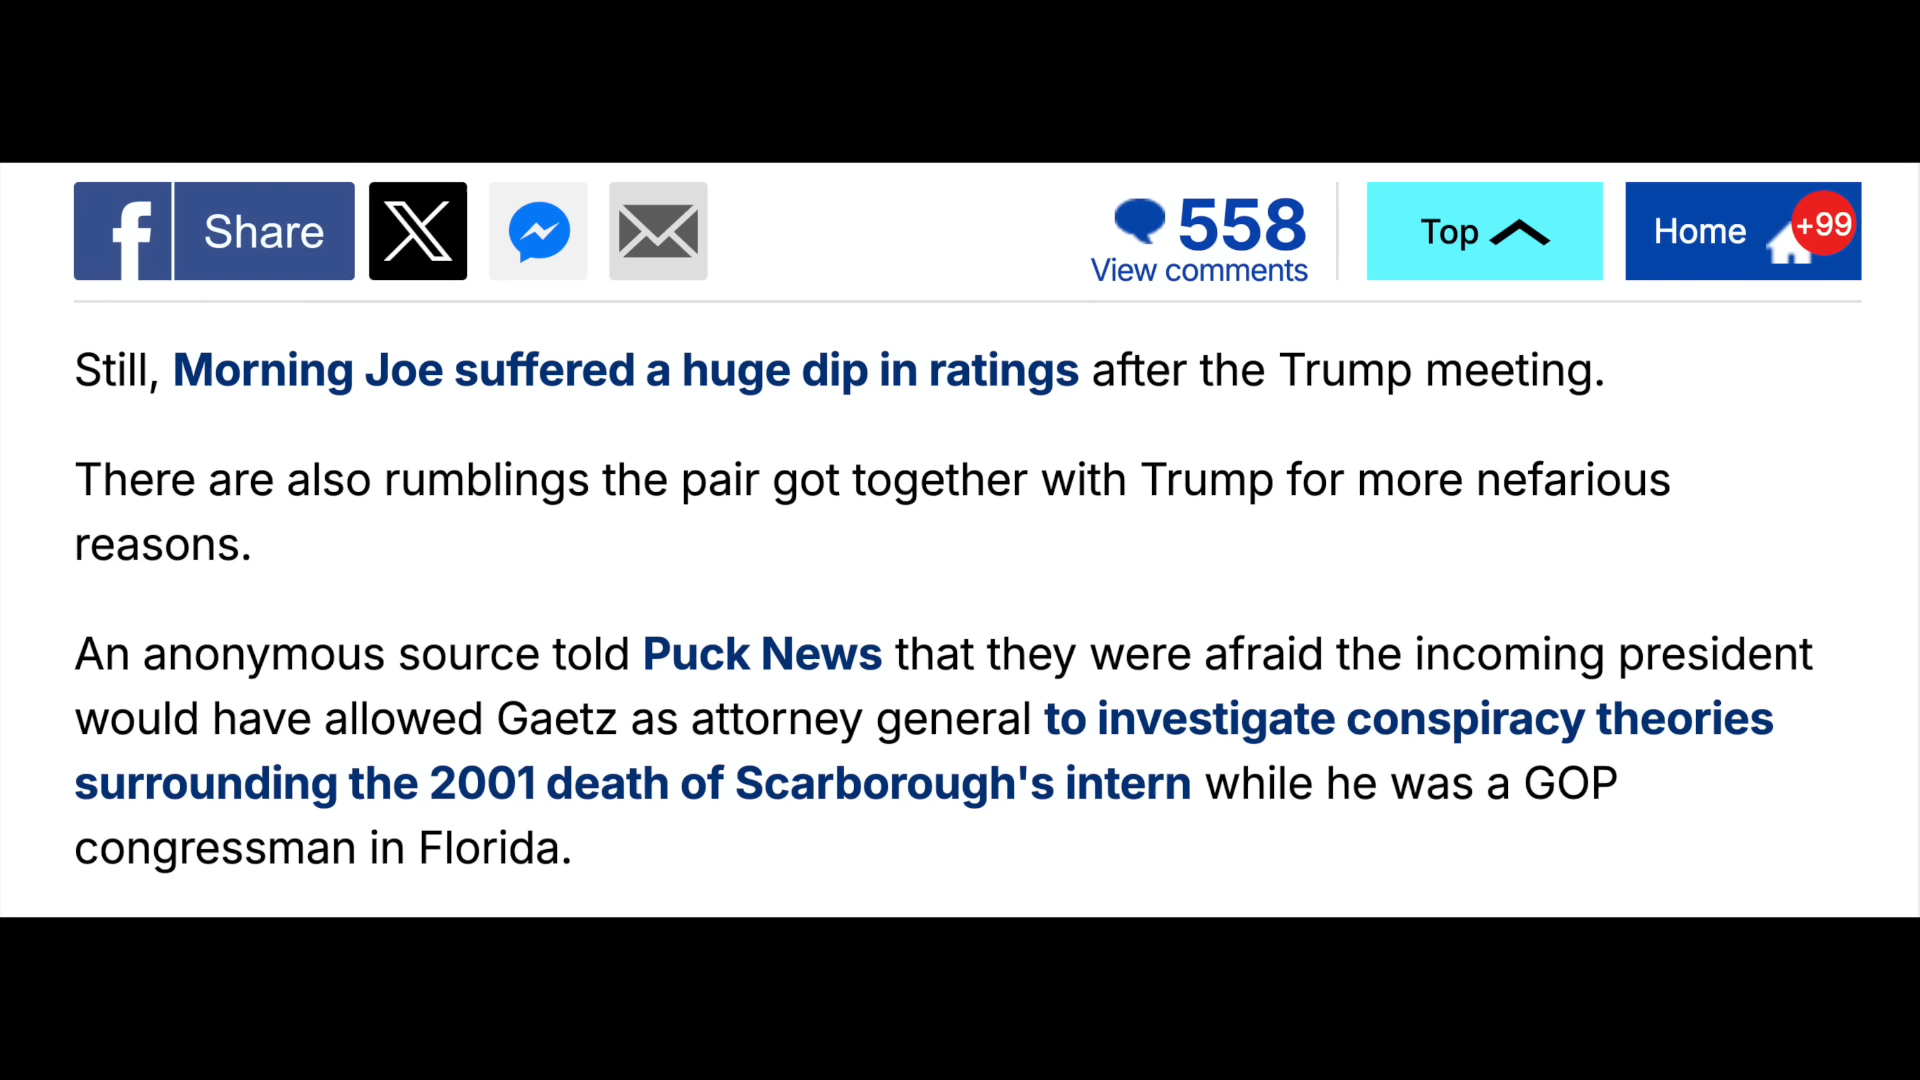 f Share X 558 Top Home +99
View comments
Still, Morning Joe suffered a huge dip in ratings after the Trump meeting.
There are also rumblings the pair got together with Trump for more nefarious
reasons.
An anonymous source told Puck News that they were afraid the incoming president
would have allowed Gaetz as attorney general to investigate conspiracy theories
surrounding the 2001 death of Scarborough's intern while he was a GOP
congressman in Florida.